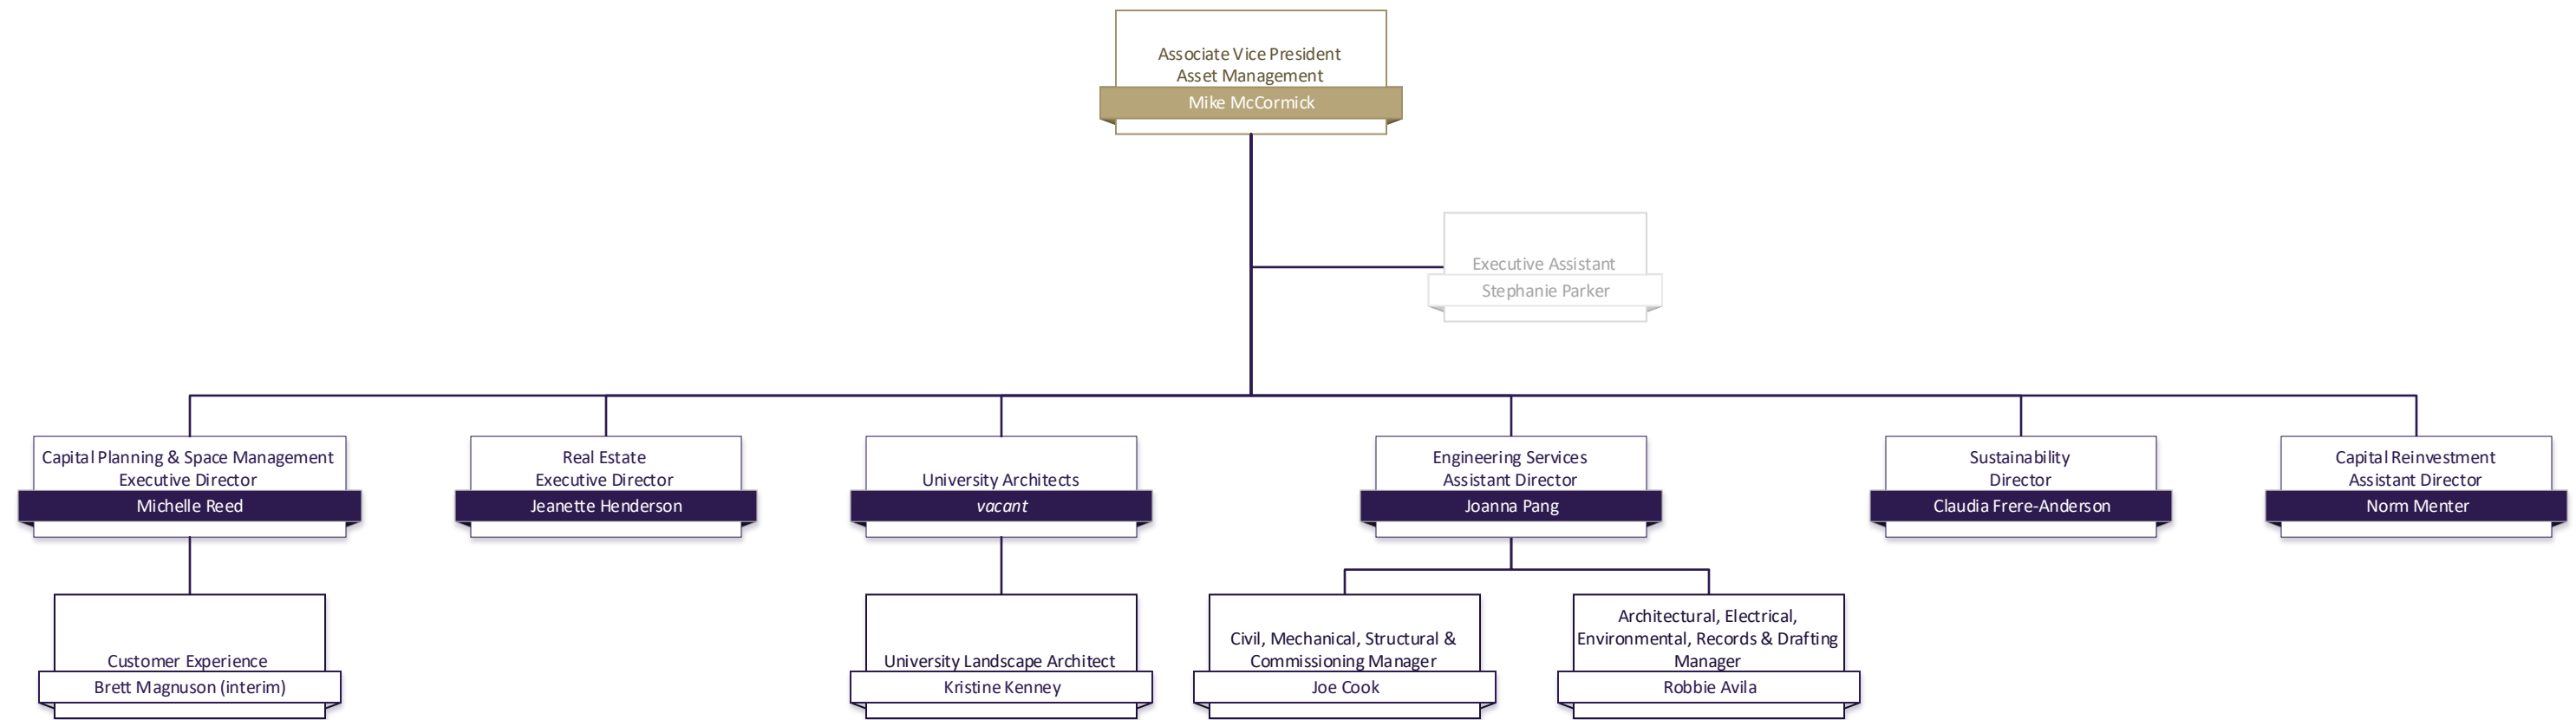 Associate Vice President
Asset Management
Mike McCormick
Executive Assistant
Stephanie Parker
Capital Planning & Space Management
Executive Director
Michelle Reed
Real Estate
Executive Director
Jeanette Henderson
University Architects
vacant
Engineering Services
Assistant Director
Joanna Pang
Sustainability
Director
Claudia Frere-Anderson
Capital Reinvestment
Assistant Director
Norm Menter
Customer Experience
Brett Magnuson (interim)
University Landscape Architect
Kristine Kenney
Civil, Mechanical, Structural &
Commissioning Manager
Joe Cook
Architectural, Electrical,
Environmental, Records & Drafting
Manager
Robbie Avila